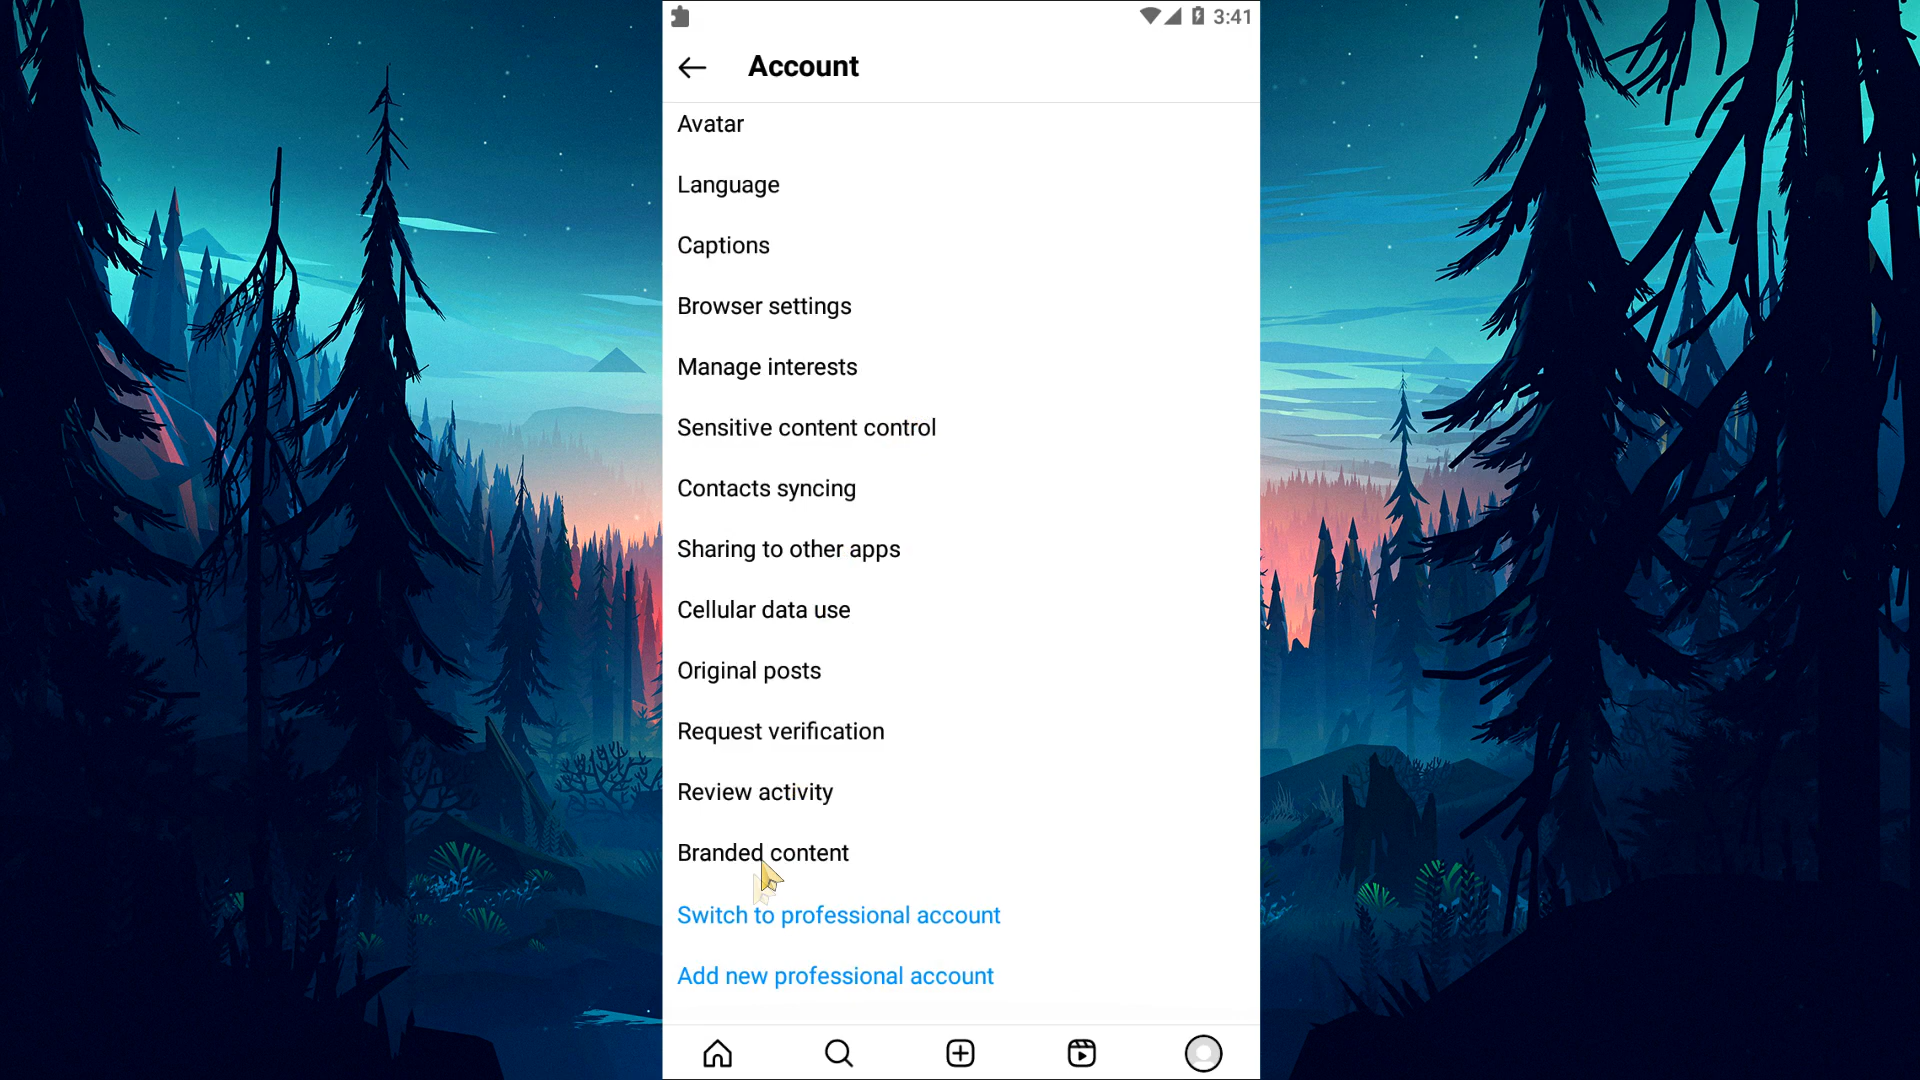 3:41
Account
Avatar
Language
Captions
Browser settings
Manage interests
Sensitive content control
Contacts syncing
Sharing to other apps
Cellular data use
Original posts
Request verification
Review activity
Branded content
Switch to professional account
Add new professional account